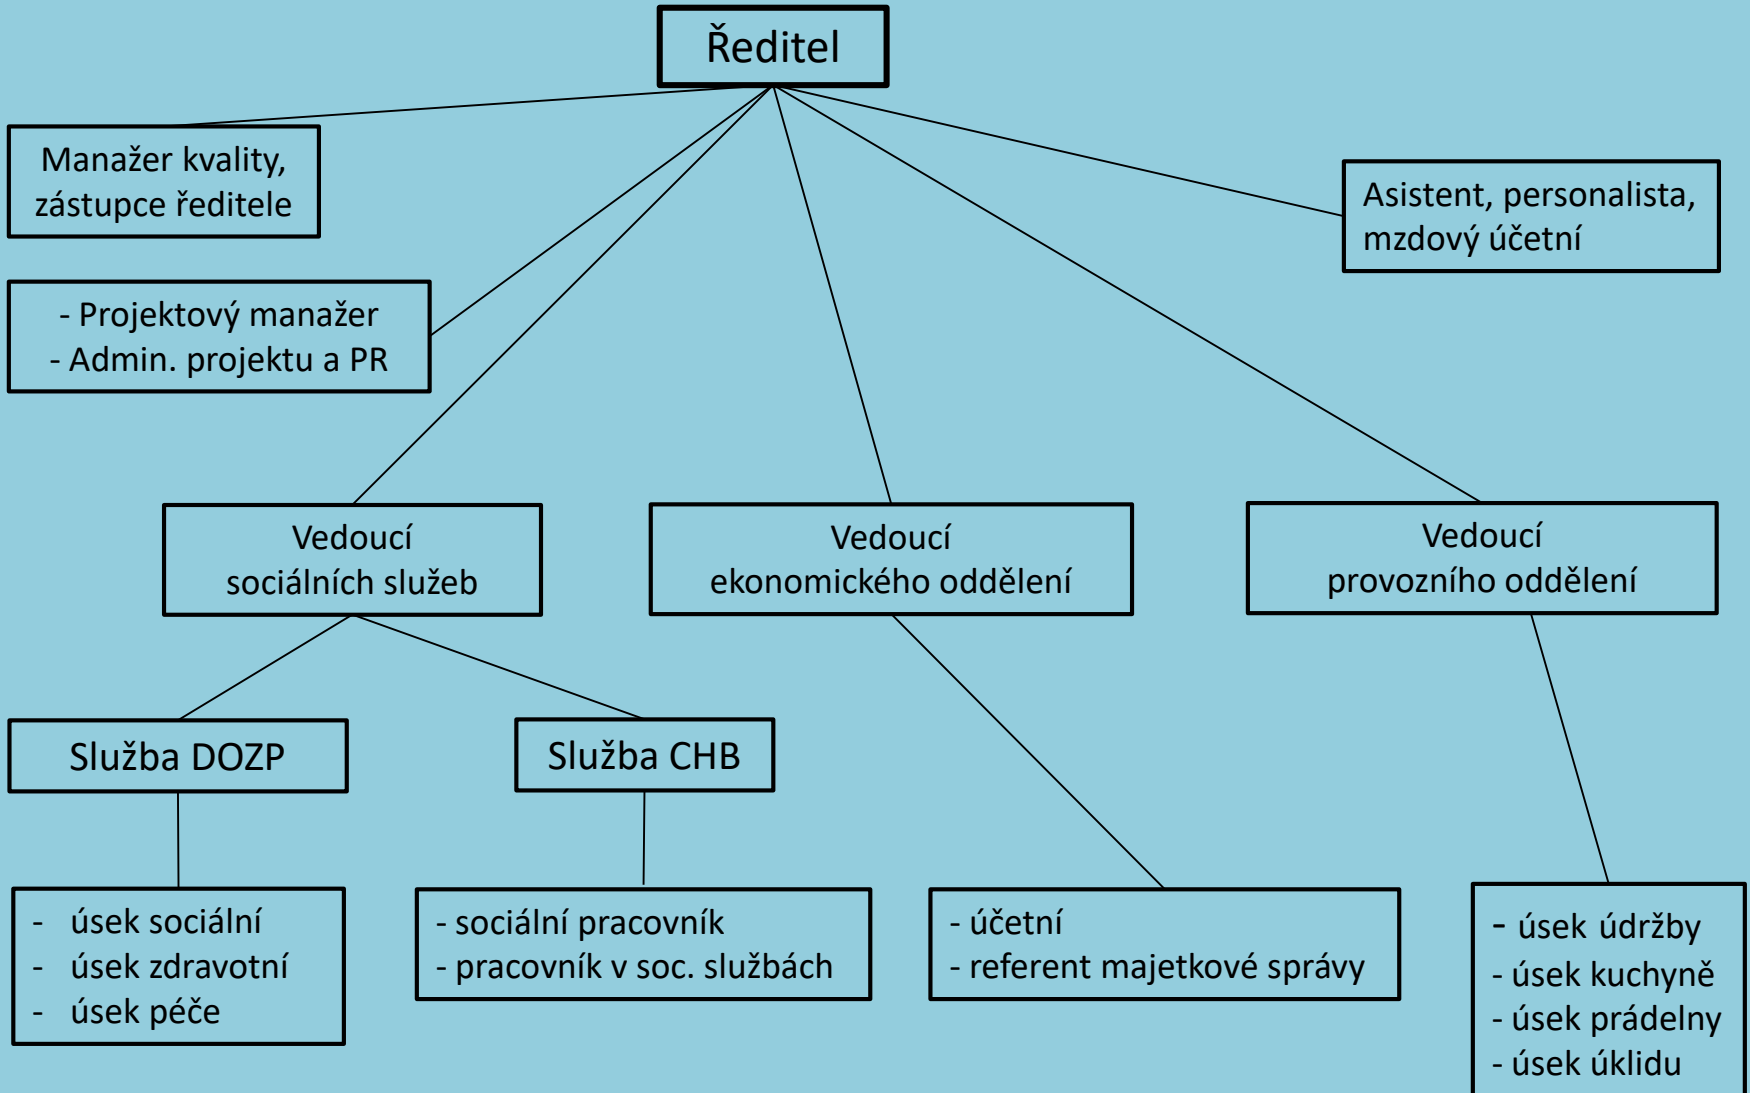 Ředitel
Manažer kvality,
zástupce ředitele
Asistent, personalista,
mzdový účetní
- Projektový manažer
- Admin. projektu a PR
Vedoucí
sociálních služeb
Vedoucí
ekonomického oddělení
Vedoucí
provozního oddělení
Služba DOZP
Služba CHB
- úsek sociální
- úsek zdravotní
- úsek péče
- sociální pracovník
- pracovník v soc. službách
- účetní
- referent majetkové správy
- úsek údržby
- úsek kuchyně
- úsek prádelny
- úsek úklidu